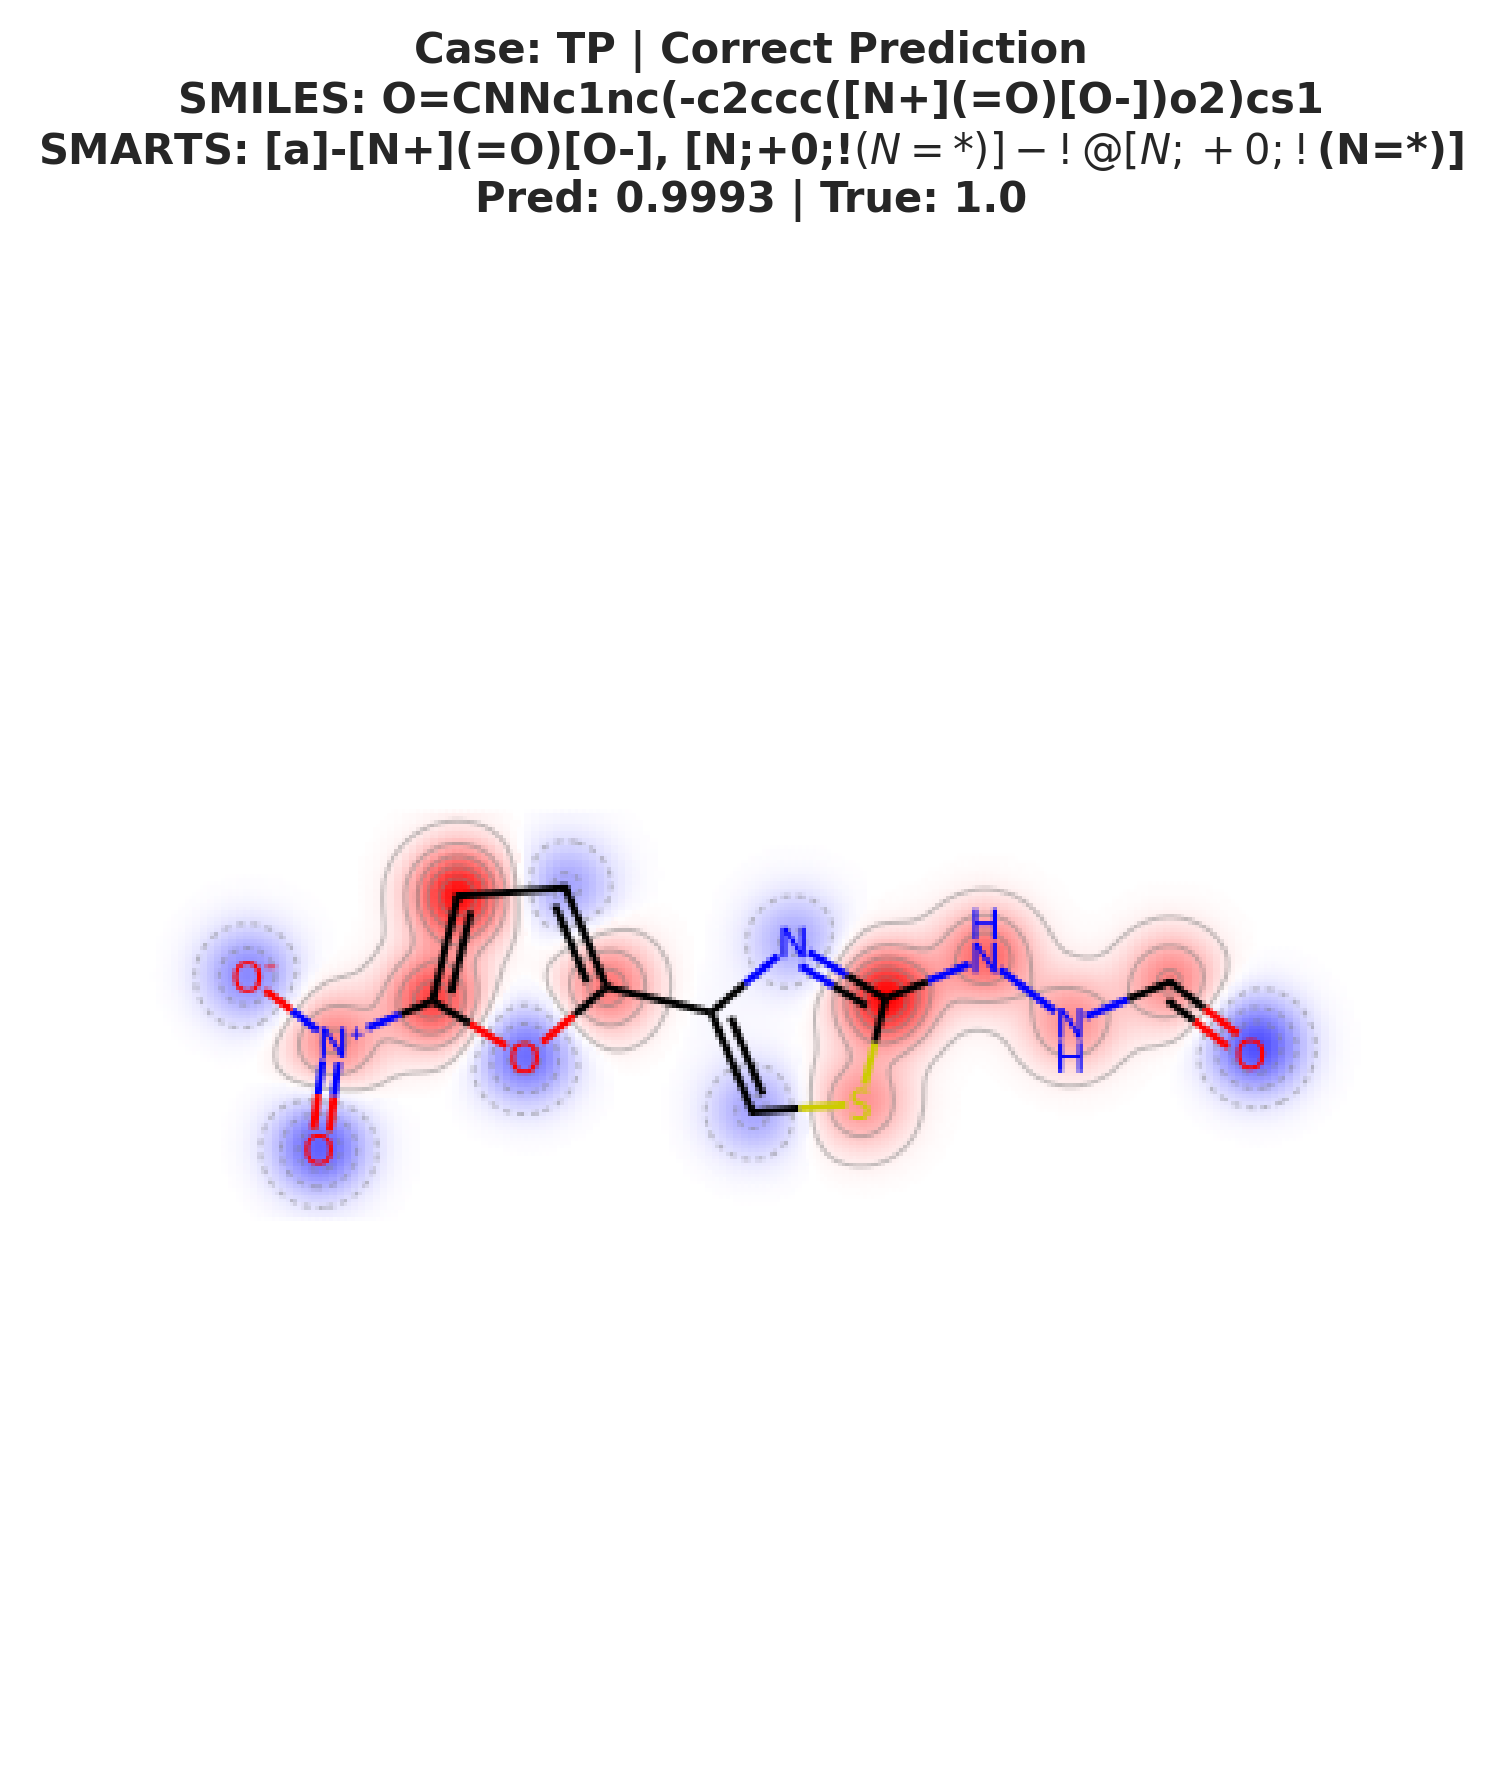 Case: TP | Correct Prediction
SMILES: O=CNNc1nc(-c2ccc([N+](=O)[O-])o2)cs1
SMARTS: [a]-[N+](=O)[O-], [N;+0;!(N = *)] − ! @[N; + 0; ! (N=*)]
Pred: 0.9993 | True: 1.0
H
N
O-
N
N+
O
H
O
S
O